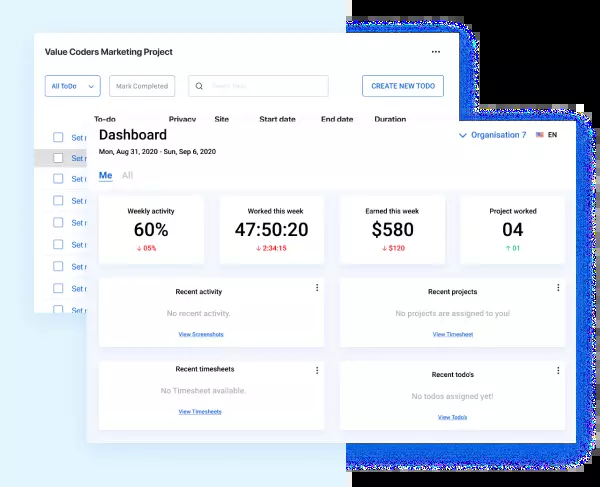 Value Coders Marketing Project
All ToDo
Mark Completed
CREATE NEW TODO
To-do Privacy Site Start date End date Duration
Set
Set
Set
Set
Set
Set
Set
Set
Set
Dashboard
Organisation 7
EN
Mon, Aug 31, 2020 - Sun, Sep 6, 2020
Me All
Weekly activity
60%
↓ 05%
Worked this week
47:50:20
↓ 2:34:15
Earned this week
$580
↓ $120
Project worked
04
↑ 01
Recent activity
No recent activity.
View Screenshots
Recent projects
No projects are assigned to you!
View Timesheet
Recent timesheets
No Timesheet available.
View Timesheets
Recent todo's
No todos assigned yet!
View Todo's